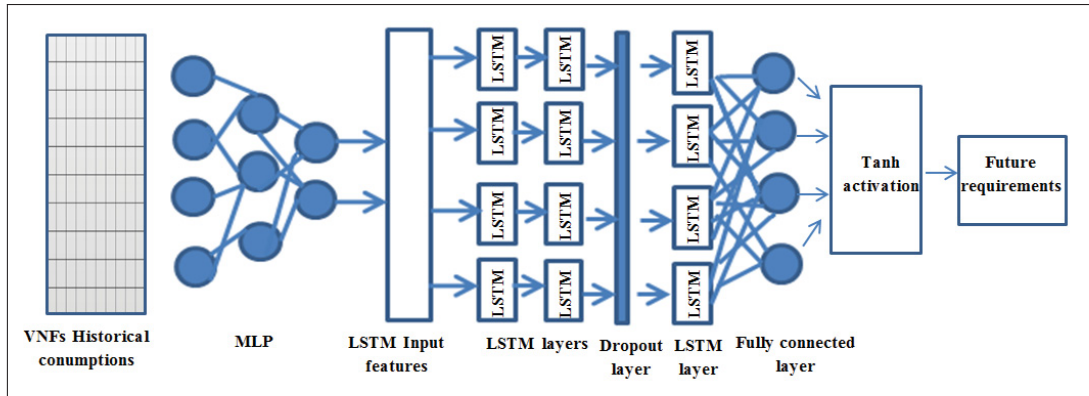 LSTM
LSTM
LSTM
LSTM
LSTM
LSTM
LSTM
LSTM
LSTM
LSTM
LSTM
LSTM
Tanh
activation
Future
requirements
VNFs Historical
conumptions
MLP
LSTM Input
features
LSTM layers
Dropout
layer
LSTM
layer
Fully connected
layer